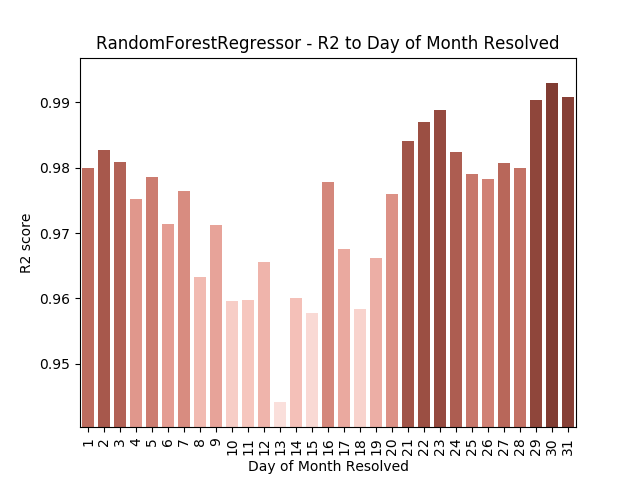 RandomForestRegressor - R2 to Day of Month Resolved
0.99
0.98
0.97
0.96
0.95
R2 score
1 2 3 4 5 6 7 8 9 10 11 12 13 14 15 16 17 18 19 20 21 22 23 24 25 26 27 28 29 30 31
Day of Month Resolved